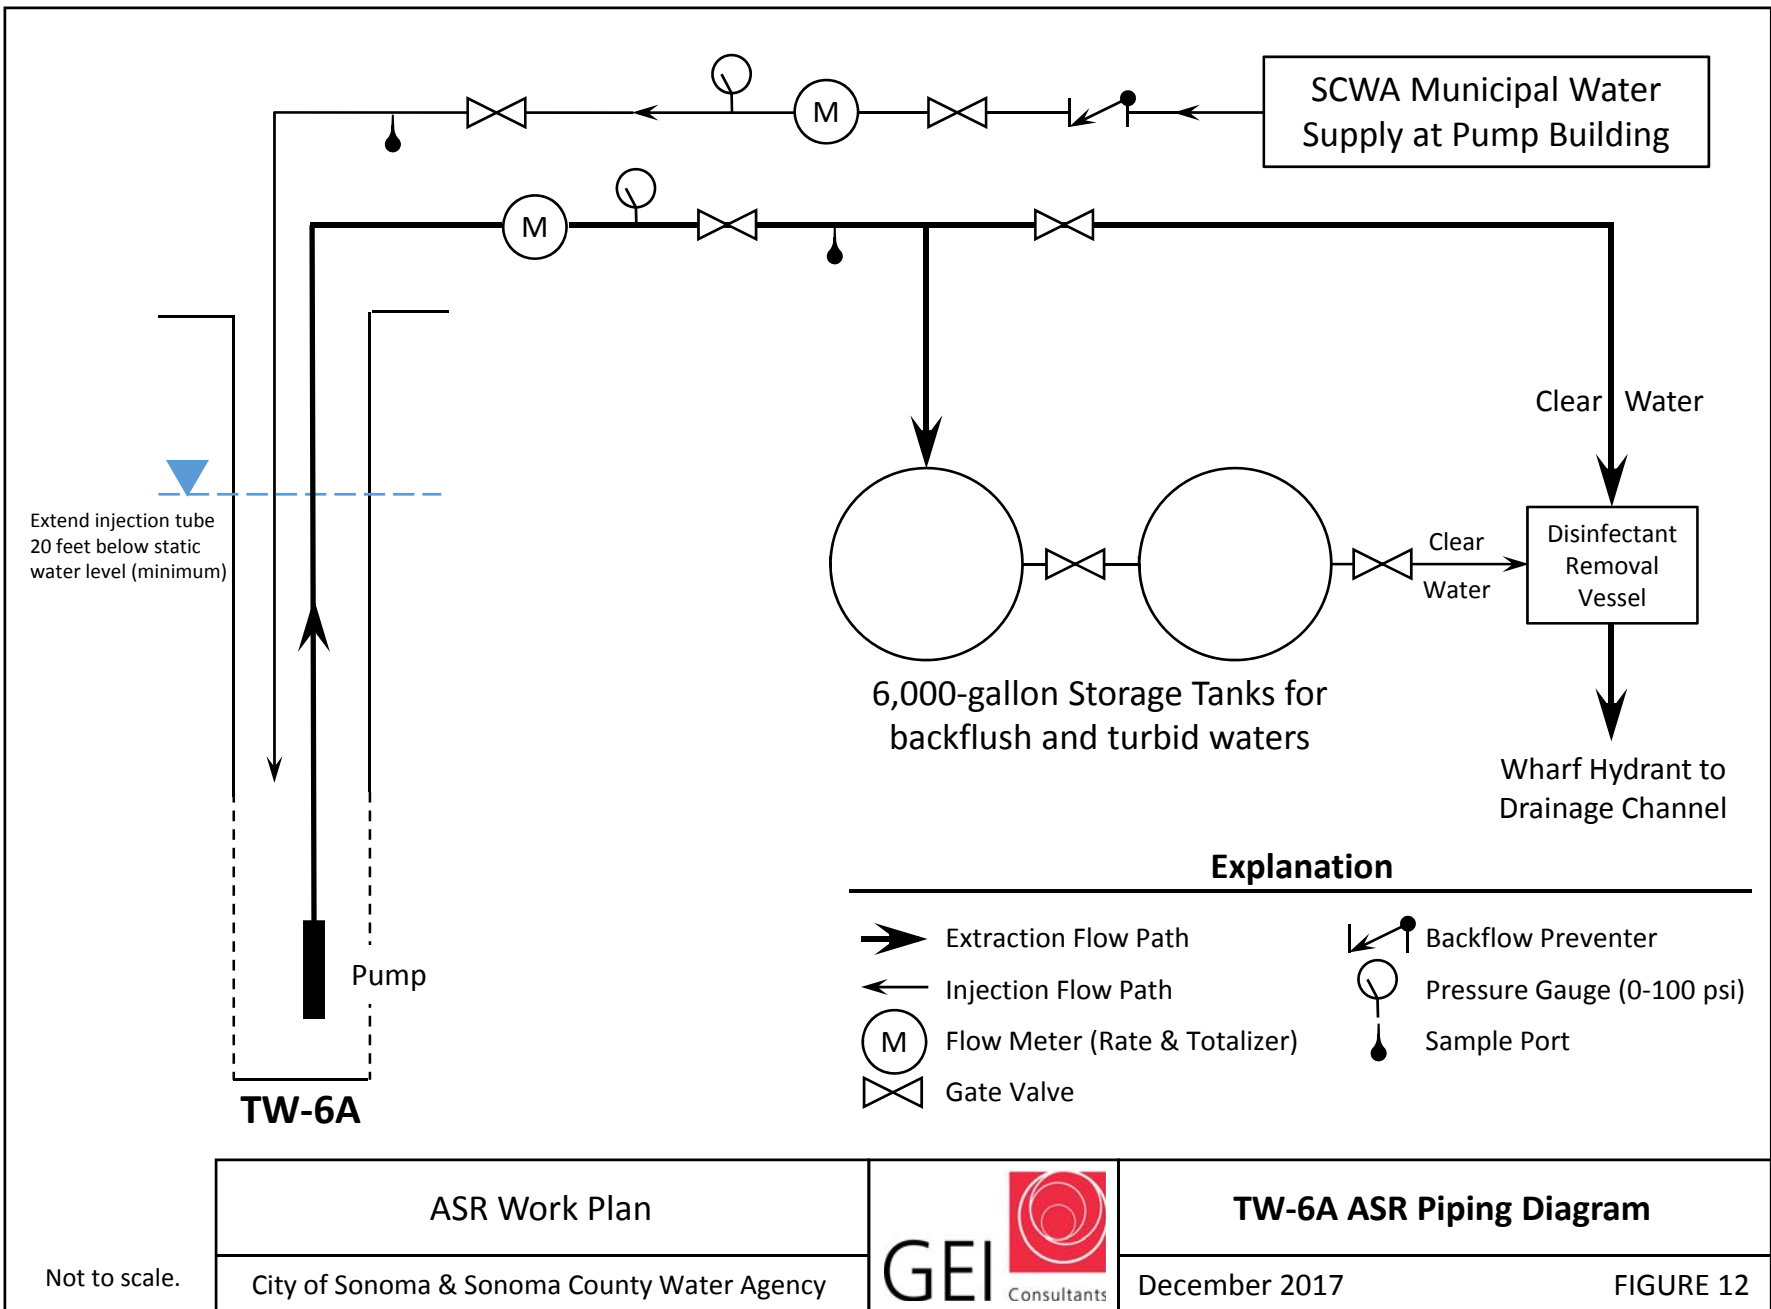 SCWA Municipal Water
Supply at Pump Building
M
M
Clear Water
Extend injection tube
20 feet below static
water level (minimum)
Clear
Water
Disinfectant
Removal
Vessel
6,000-gallon Storage Tanks for
backflush and turbid waters
Wharf Hydrant to
Drainage Channel
Pump
TW-6A
Explanation
Extraction Flow Path
Injection Flow Path
M Flow Meter (Rate & Totalizer)
Gate Valve
Backflow Preventer
Pressure Gauge (0-100 psi)
Sample Port
Not to scale.
ASR Work Plan
City of Sonoma & Sonoma County Water Agency
GEI Consultants
TW-6A ASR Piping Diagram
December 2017 FIGURE 12